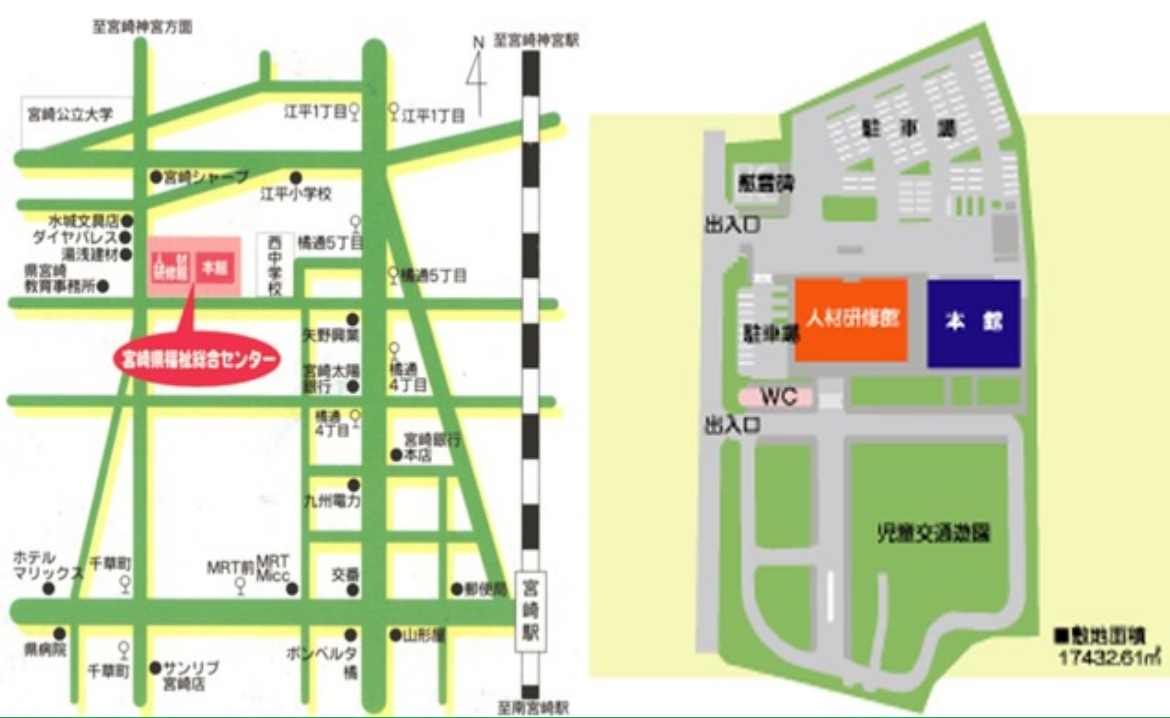 至宮崎神宮方面
N
至宮崎神宮駅
宮崎公立大学
江平1丁目
江平1丁目
宮崎シャープ
江平小学校
水城文具店
ダイヤパレス
湯浅建材
県宮崎
教育事務所
人材
研修館
本館
西中学校
橘通5丁目
橘通5丁目
宮崎県福祉総合センター
矢野興業
宮崎太陽
銀行
橘通
4丁目
橘通
4丁目
宮崎銀行
本店
九州電力
ホテル
マリックス
千草町
MRT前
MRT
Micc
交番
郵便局
宮崎駅
県病院
千草町
サンリブ
宮崎店
ボンベルタ
橘
山形屋
至南宮崎駅
駐車場
慰霊碑
出入口
人材研修館
本館
駐車場
WC
出入口
児童交通遊園
■敷地面積
17432.61㎡